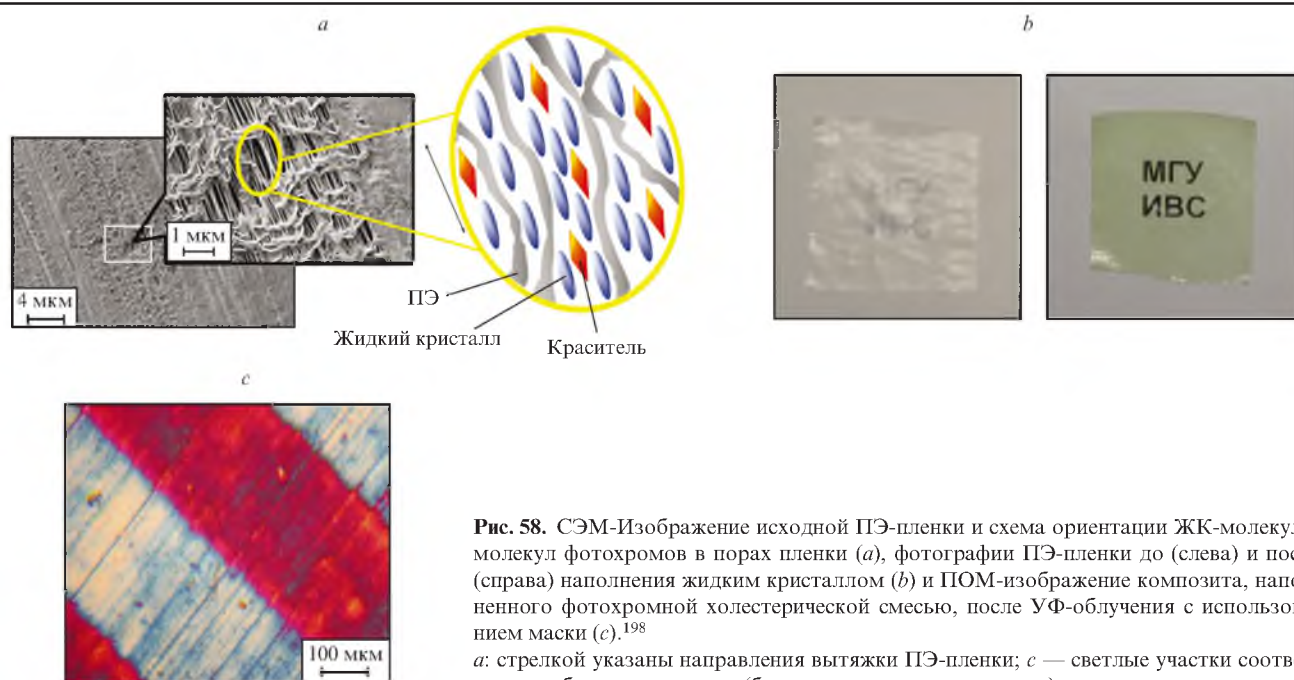 a
b
1 мкм
4 мкм
ПЭ
Жидкий кристалл
Краситель
МГУ
ИВС
c
100 мкм
Рис. 58. СЭМ-Изображение исходной ПЭ-пленки и схема ориентации ЖК-молекул
молекул фотохромов в порах пленки (a), фотографии ПЭ-пленки до (слева) и пос
(справа) наполнения жидким кристаллом (b) и ПОМ-изображение композита, напо
ненного фотохромной холестерической смесью, после УФ-облучения с использов
нием маски (c).198
a: стрелкой указаны направления вытяжки ПЭ-пленки; c — светлые участки соотв